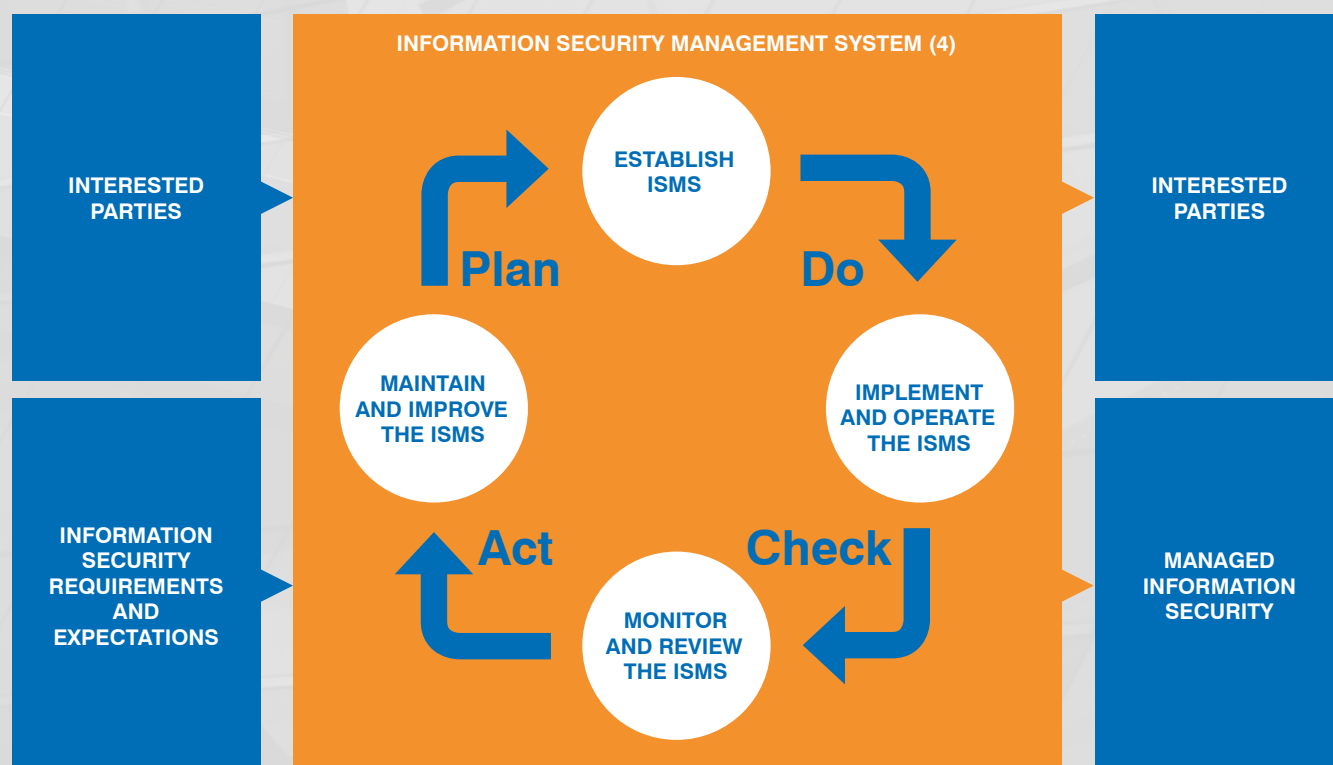 INFORMATION SECURITY MANAGEMENT SYSTEM (4)
INTERESTED
PARTIES
ESTABLISH
ISMS
INTERESTED
PARTIES
Plan
Do
MAINTAIN
AND IMPROVE
THE ISMS
IMPLEMENT
AND OPERATE
THE ISMS
INFORMATION
SECURITY
REQUIREMENTS
AND
EXPECTATIONS
Act
Check
MONITOR
AND REVIEW
THE ISMS
MANAGED
INFORMATION
SECURITY